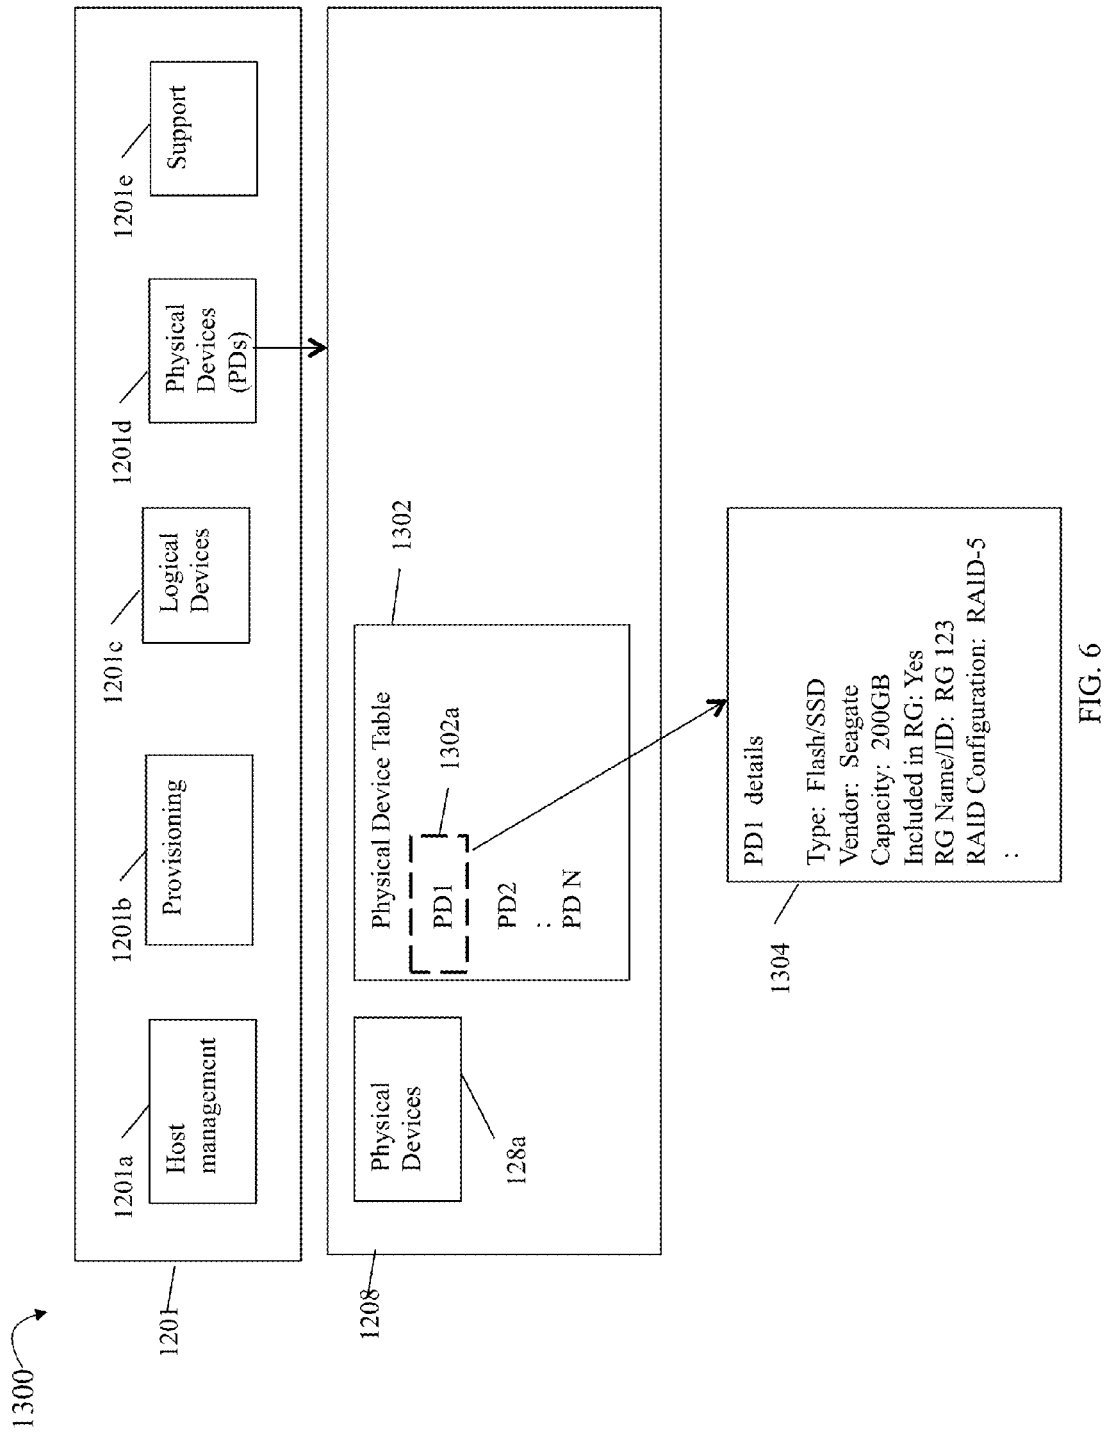 1300
1201
1201a
Host
management
1201b
Provisioning
1201c
Logical
Devices
1201d
Physical
Devices
(PDs)
1201e
Support
1208
Physical
Devices
128a
Physical Device Table
1302
PD1
1302a
PD2
:
PD N
1304
PD1 details
Type: Flash/SSD
Vendor: Seagate
Capacity: 200GB
Included in RG: Yes
RG Name/ID: RG 123
RAID Configuration: RAID-5
:
FIG. 6